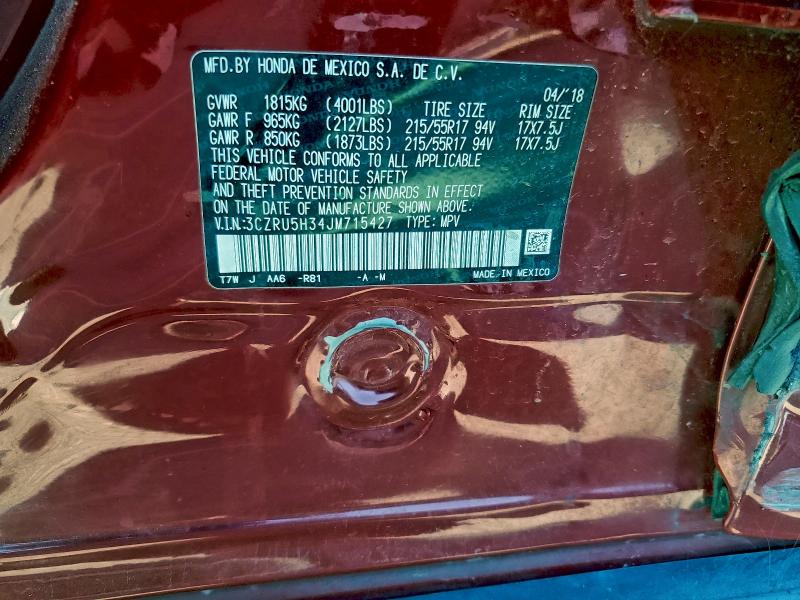 MFD.BY HONDA DE MEXICO S.A. DE C.V.
04/'18
GVWR 1815KG (4001LBS) TIRE SIZE RIM SIZE
GAWR F 965KG (2127LBS) 215/55R17 94V 17X7.5J
GAWR R 850KG (1873LBS) 215/55R17 94V 17X7.5J
THIS VEHICLE CONFORMS TO ALL APPLICABLE
FEDERAL MOTOR VEHICLE SAFETY
AND THEFT PREVENTION STANDARDS IN EFFECT
ON THE DATE OF MANUFACTURE SHOWN ABOVE.
V.I.N:3CZRU5H34JM715427 TYPE: MPV
T7W J AA6 -R81 -A -M MADE IN MEXICO